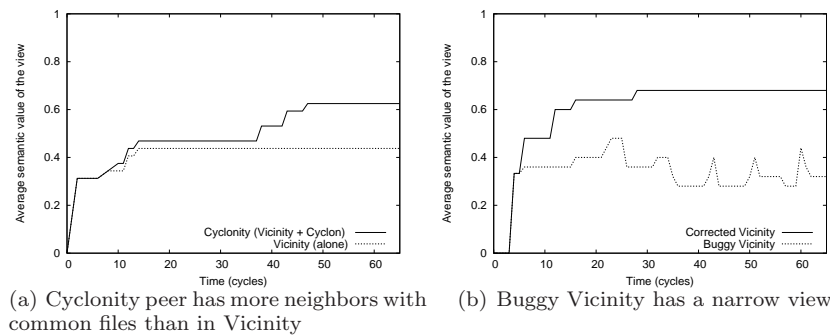 Average semantic value of the view
1
0.8
0.6
0.4
0.2
0
Cyclonity (Vicinity + Cyclon)
Vicinity (alone)
0 10 20 30 40 50 60
Time (cycles)
(a) Cyclonity peer has more neighbors with
common files than in Vicinity
Average semantic value of the view
1
0.8
0.6
0.4
0.2
0
Corrected Vicinity
Buggy Vicinity
0 10 20 30 40 50 60
Time (cycles)
(b) Buggy Vicinity has a narrow view